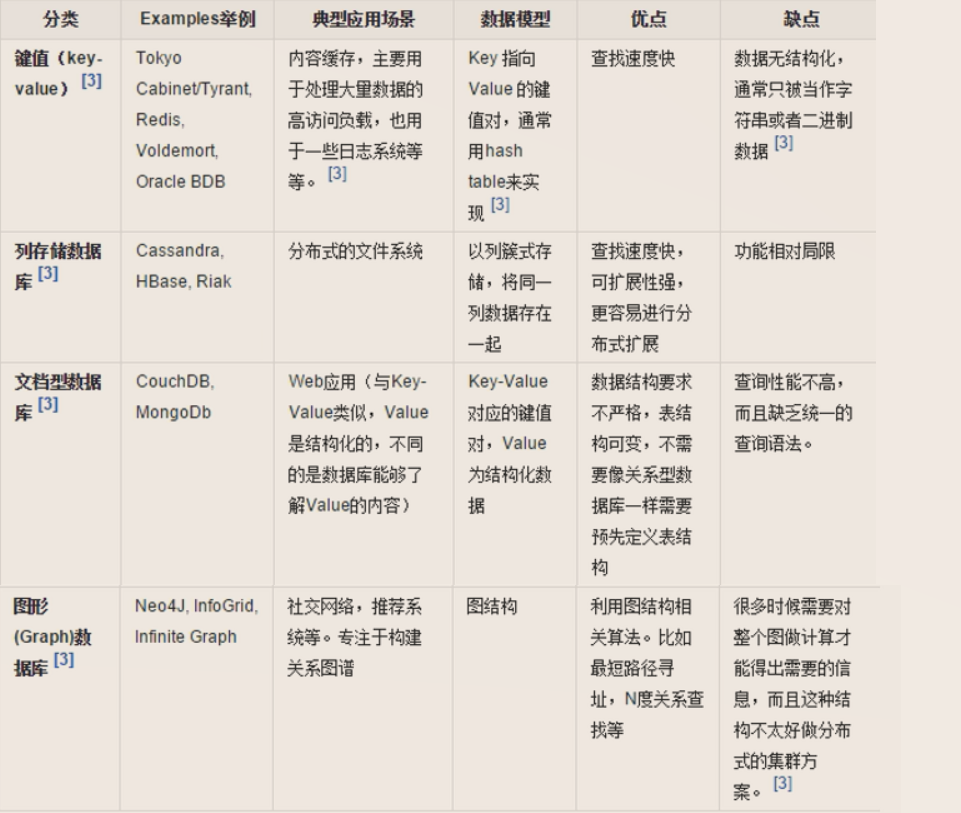 分类 Examples举例 典型应用场景 数据模型 优点 缺点
键值（key-
value） [3]
Tokyo
Cabinet/Tyrant,
Redis,
Voldemort,
Oracle BDB
内容缓存，主要用
于处理大量数据的
高访问负载，也用
于一些日志系统等
等。 [3]
Key 指向
Value 的键
值对，通常
用hash
table来实
现 [3]
查找速度快
数据无结构化，
通常只被当作字
符串或者二进制
数据 [3]
列存储数据
库 [3]
Cassandra,
HBase, Riak
分布式的文件系统
以列簇式存
储，将同一
列数据存在
一起
查找速度快，
可扩展性强，
更容易进行分
布式扩展
功能相对局限
文档型数据
库 [3]
CouchDB,
MongoDb
Web应用（与Key-
Value类似，Value
是结构化的，不同
的是数据库能够了
解Value的内容）
Key-Value
对应的键值
对，Value
为结构化数
据
数据结构要求
不严格，表结
构可变，不需
要像关系型数
据库一样需要
预先定义表结
构
查询性能不高，
而且缺乏统一的
查询语法。
图形
(Graph)数
据库 [3]
Neo4J, InfoGrid,
Infinite Graph
社交网络，推荐系
统等。专注于构建
关系图谱
图结构
利用图结构相
关算法。比如
最短路径寻
址，N度关系查
找等
很多时候需要对
整个图做计算才
能得出需要的信
息，而且这种结
构不太好做分布
式的集群方
案。 [3]